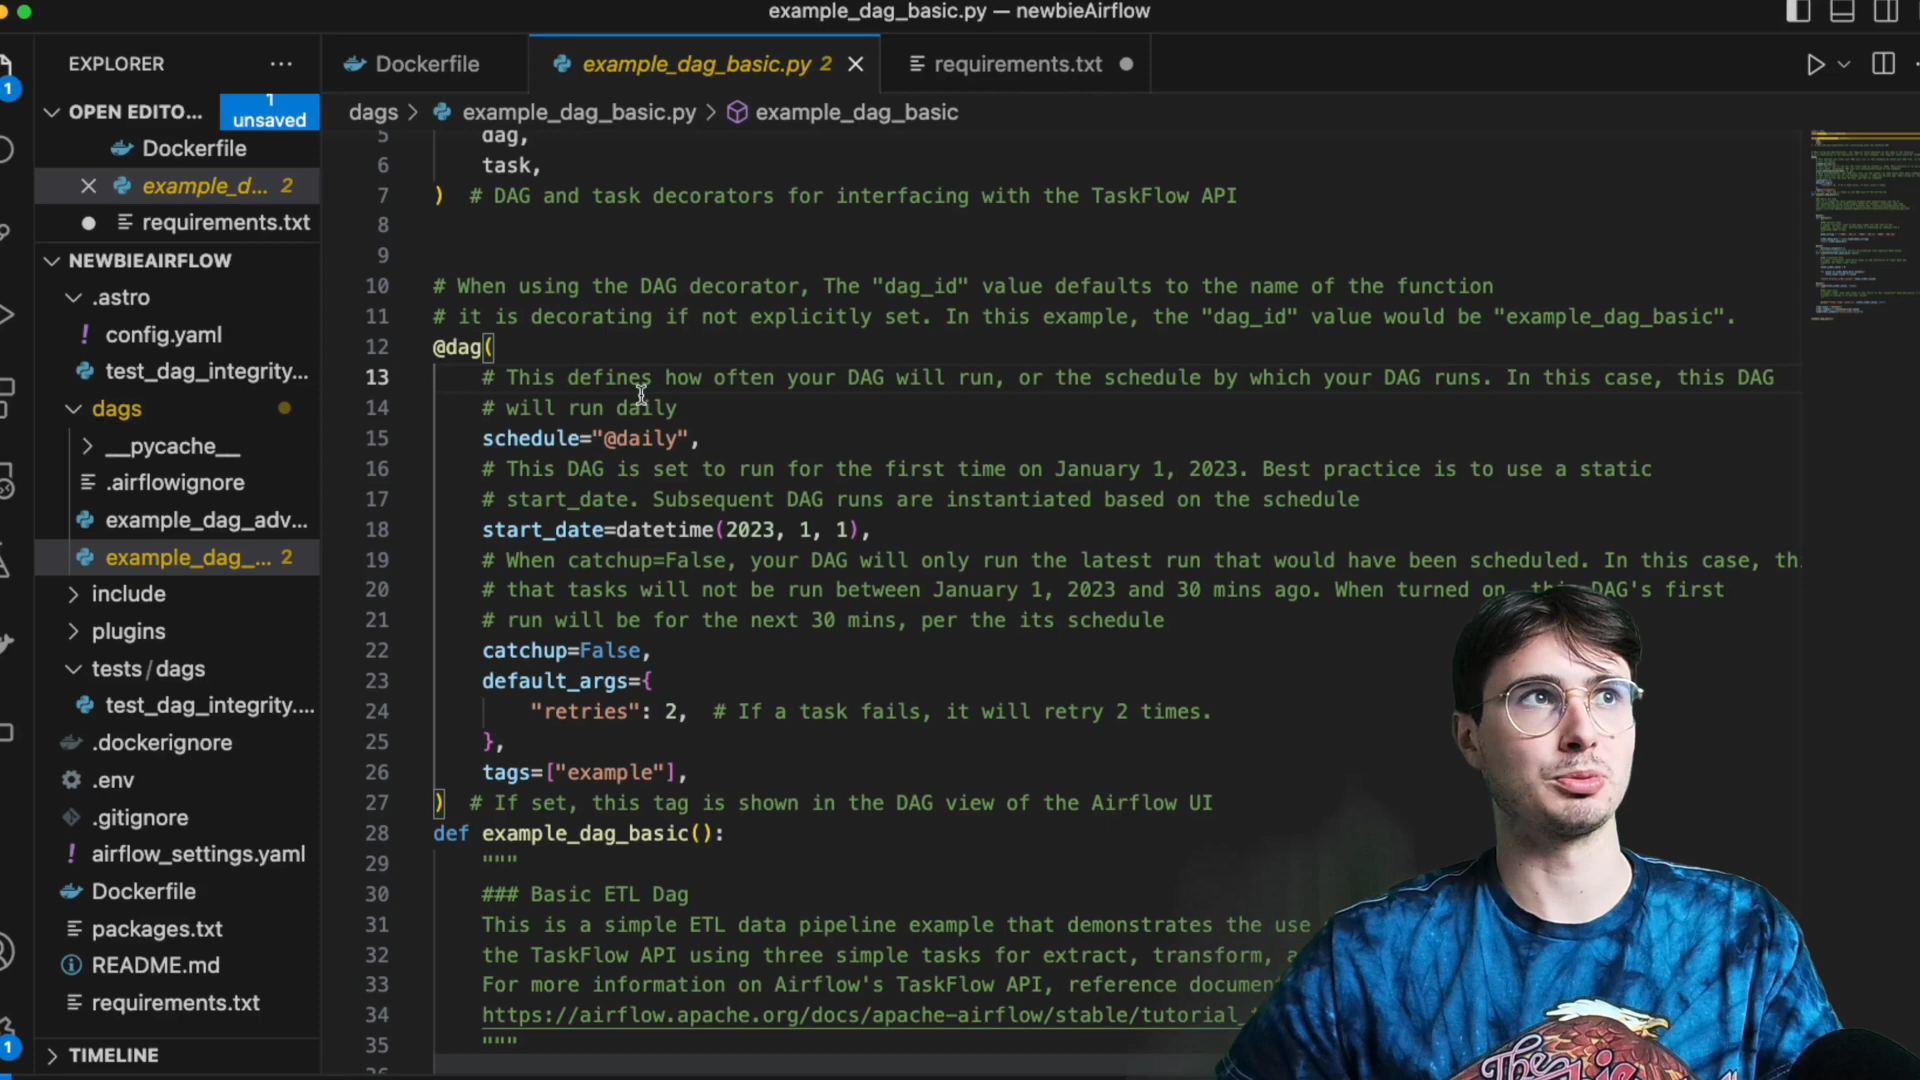 example_dag_basic.py — newbieAirflow
EXPLORER
Dockerfile
example_dag_basic.py 2
requirements.txt
OPEN EDITO...
1 unsaved
Dockerfile
example_d... 2
requirements.txt
NEWBIEAIRFLOW
.astro
config.yaml
test_dag_integrity...
dags
__pycache__
.airflowignore
example_dag_adv...
example_dag_... 2
include
plugins
tests/dags
test_dag_integrity....
.dockerignore
.env
.gitignore
airflow_settings.yaml
Dockerfile
packages.txt
README.md
requirements.txt
TIMELINE
1
1
dags > example_dag_basic.py > example_dag_basic
5 dag,
6 task,
7 ) # DAG and task decorators for interfacing with the TaskFlow API
8
9
10 # When using the DAG decorator, The "dag_id" value defaults to the name of the function
11 # it is decorating if not explicitly set. In this example, the "dag_id" value would be "example_dag_basic".
12 @dag(
13 # This defines how often your DAG will run, or the schedule by which your DAG runs. In this case, this DAG
14 # will run daily
15 schedule="@daily",
16 # This DAG is set to run for the first time on January 1, 2023. Best practice is to use a static
17 # start_date. Subsequent DAG runs are instantiated based on the schedule
18 start_date=datetime(2023, 1, 1),
19 # When catchup=False, your DAG will only run the latest run that would have been scheduled. In this case, th
20 # that tasks will not be run between January 1, 2023 and 30 mins ago. When turned on, this DAG's first
21 # run will be for the next 30 mins, per the its schedule
22 catchup=False,
23 default_args={
24 "retries": 2, # If a task fails, it will retry 2 times.
25 },
26 tags=["example"],
27 ) # If set, this tag is shown in the DAG view of the Airflow UI
28 def example_dag_basic():
29 """
30 ### Basic ETL Dag
31 This is a simple ETL data pipeline example that demonstrates the use
32 the TaskFlow API using three simple tasks for extract, transform, a
33 For more information on Airflow's TaskFlow API, reference document
34 https://airflow.apache.org/docs/apache-airflow/stable/tutorial_
35 """
The